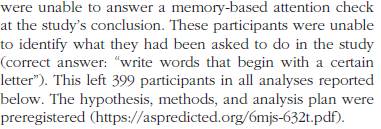 were unable to answer a memory-based attention check
at the study’s conclusion. These participants were unable
to identify what they had been asked to do in the study
(correct answer: “write words that begin with a certain
letter”). This left 399 participants in all analyses reported
below. The hypothesis, methods, and analysis plan were
preregistered (https://aspredicted.org/6mjs-632t.pdf).